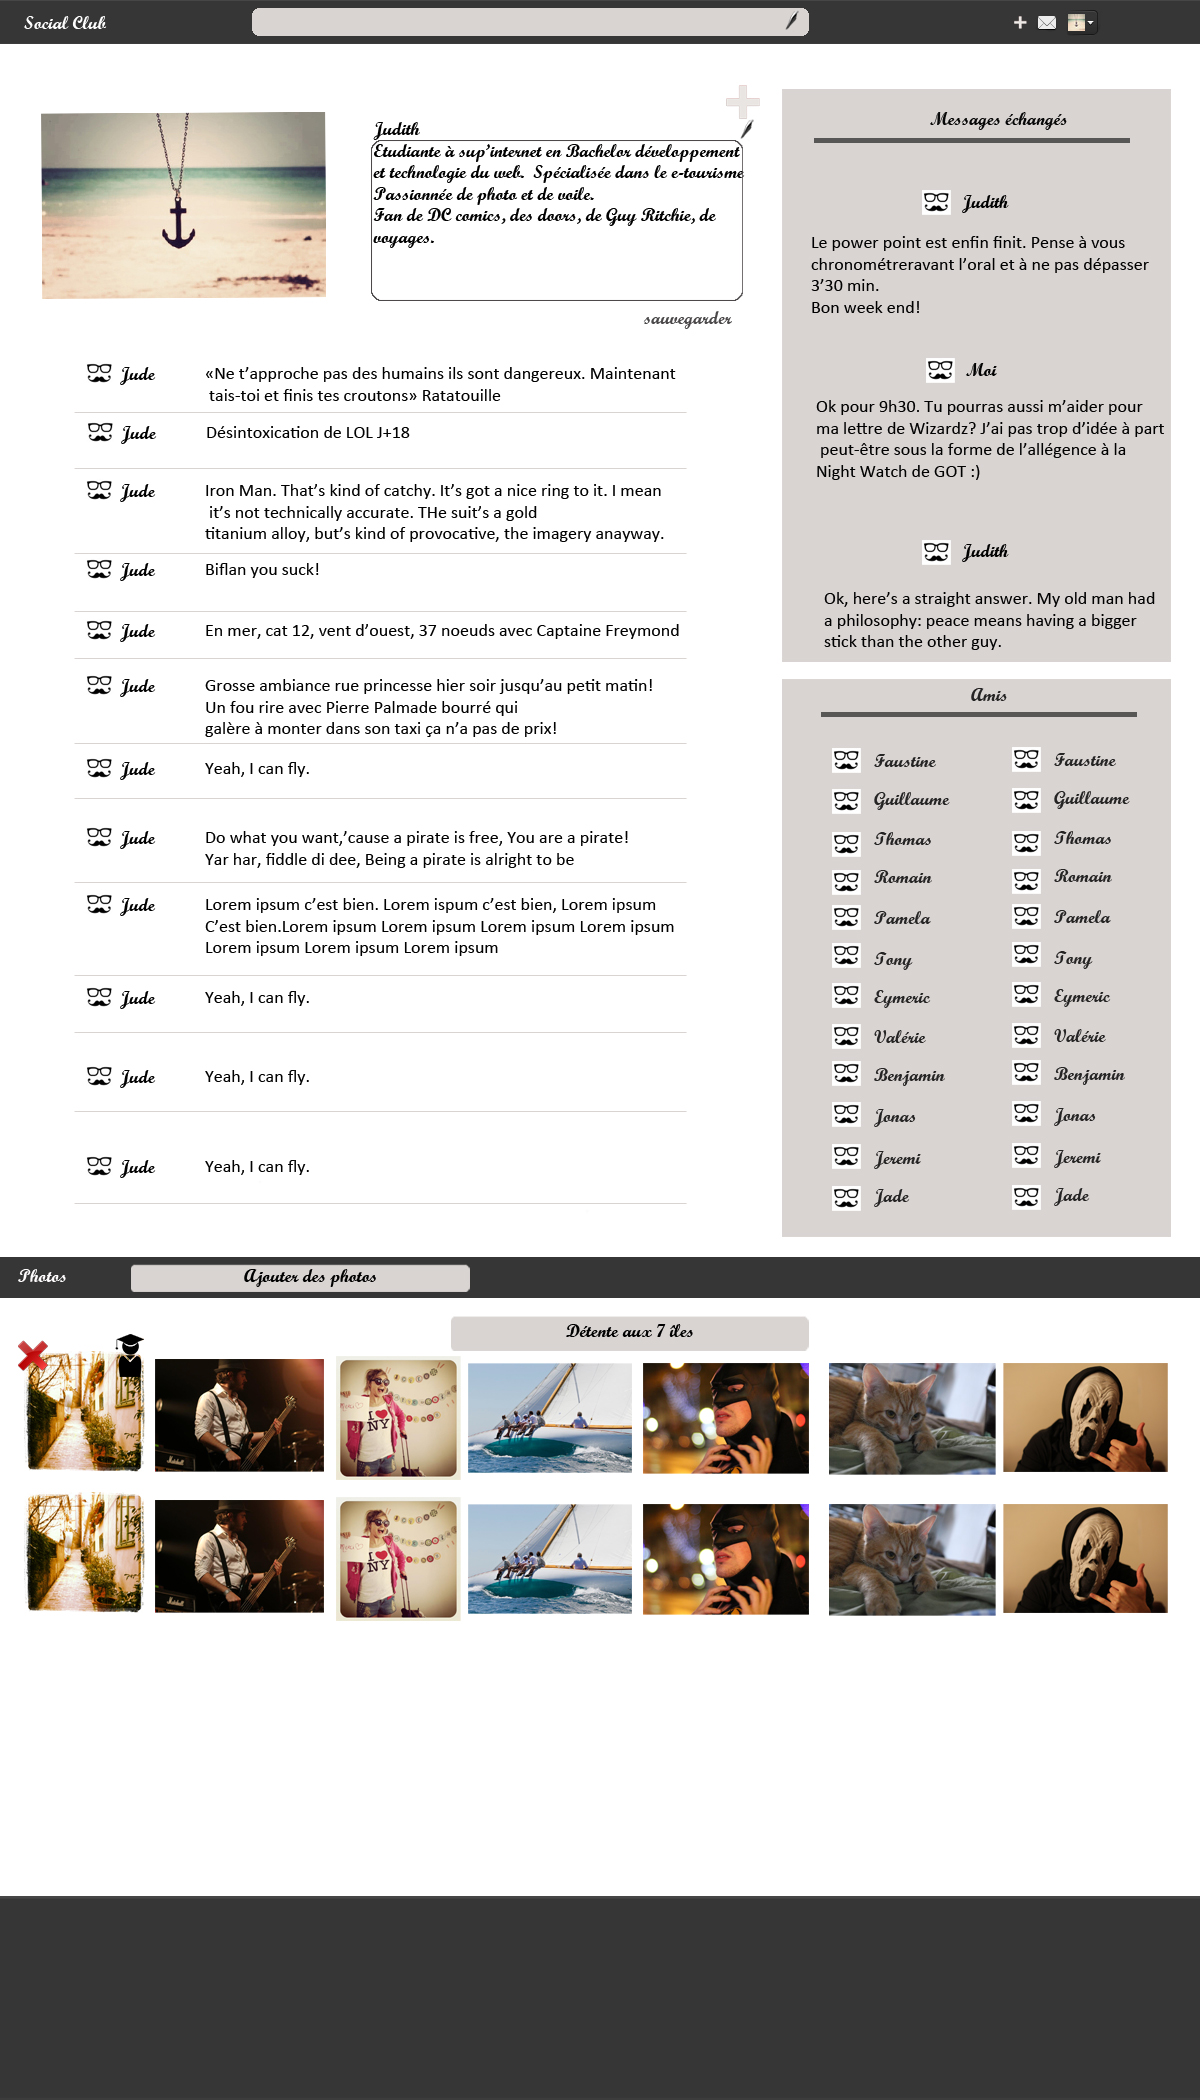 Social Club
Judith
Etudiante à sup'internet en Bachelor développement
et technologie du web. Spécialisée dans le e-tourisme
Passionnée de photo et de voile.
Fan de DC comics, des doors, de Guy Ritchie, de
voyages.
sauvegarder
Jude
«Ne t'approche pas des humains ils sont dangereux. Maintenant
tais-toi et finis tes croutons» Ratatouille
Jude
Désintoxication de LOL J+18
Jude
Iron Man. That's kind of catchy. It's got a nice ring to it. I mean
it's not technically accurate. THe suit's a gold
titanium alloy, but's kind of provocative, the imagery anayway.
Jude
Biflan you suck!
Jude
En mer, cat 12, vent d'ouest, 37 noeuds avec Captaine Freymond
Jude
Grosse ambiance rue princesse hier soir jusqu'au petit matin!
Un fou rire avec Pierre Palmade bourré qui
galère à monter dans son taxi ça n'a pas de prix!
Jude
Yeah, I can fly.
Jude
Do what you want,'cause a pirate is free, You are a pirate!
Yar har, fiddle di dee, Being a pirate is alright to be
Jude
Lorem ipsum c'est bien. Lorem ispum c'est bien, Lorem ipsum
C'est bien.Lorem ipsum Lorem ipsum Lorem ipsum Lorem ipsum
Lorem ipsum Lorem ipsum Lorem ipsum
Jude
Yeah, I can fly.
Jude
Yeah, I can fly.
Jude
Yeah, I can fly.
Messages échangés
Judith
Le power point est enfin finit. Pense à vous
chronométreravant l'oral et à ne pas dépasser
3'30 min.
Bon week end!
Moi
Ok pour 9h30. Tu pourras aussi m'aider pour
ma lettre de Wizardz? J'ai pas trop d'idée à part
peut-être sous la forme de l'allégence à la
Night Watch de GOT :)
Judith
Ok, here's a straight answer. My old man had
a philosophy: peace means having a bigger
stick than the other guy.
Amis
Faustine
Faustine
Guillaume
Guillaume
Thomas
Thomas
Romain
Romain
Pamela
Pamela
Tony
Tony
Eymeric
Eymeric
Valérie
Valérie
Benjamin
Benjamin
Jonas
Jonas
Jeremi
Jeremi
Jade
Jade
Photos
Ajouter des photos
Détente aux 7 îles
I
NY
I
NY